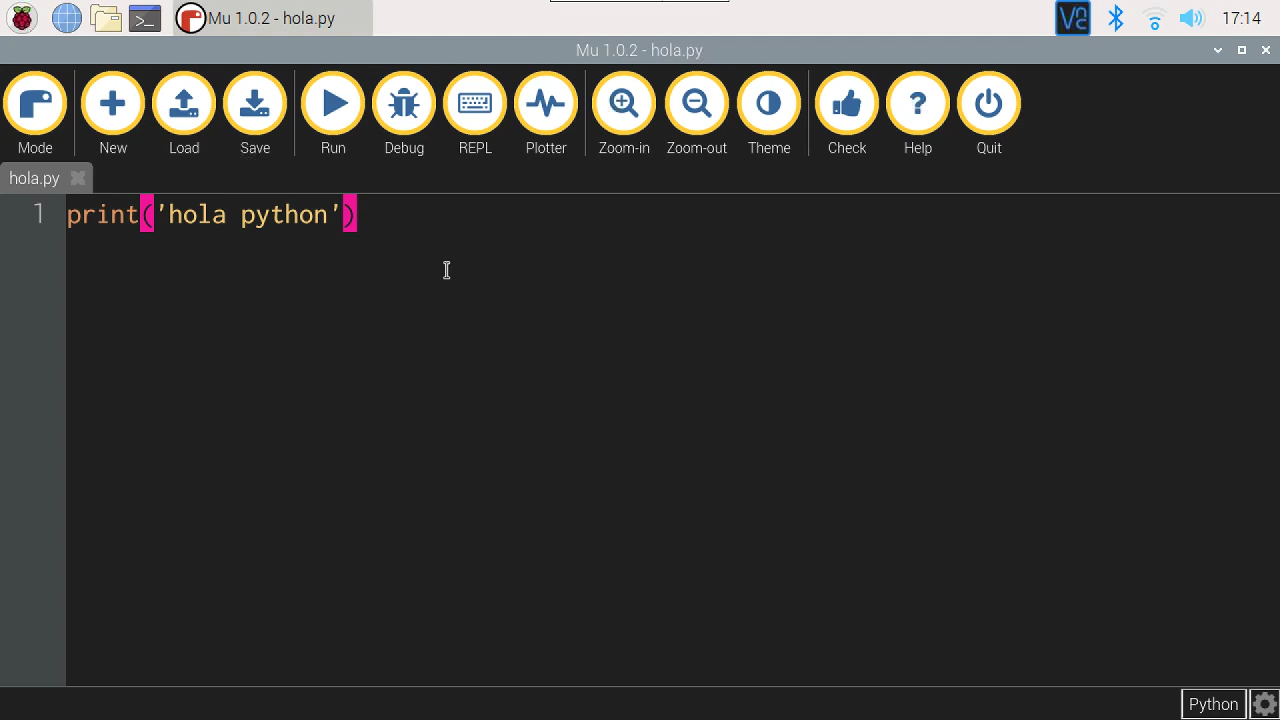 Mu 1.0.2 - hola.py
17:14
Mu 1.0.2 - hola.py
Mode New Load Save Run Debug REPL Plotter Zoom-in Zoom-out Theme Check Help Quit
hola.py
1 print('hola python')
Python